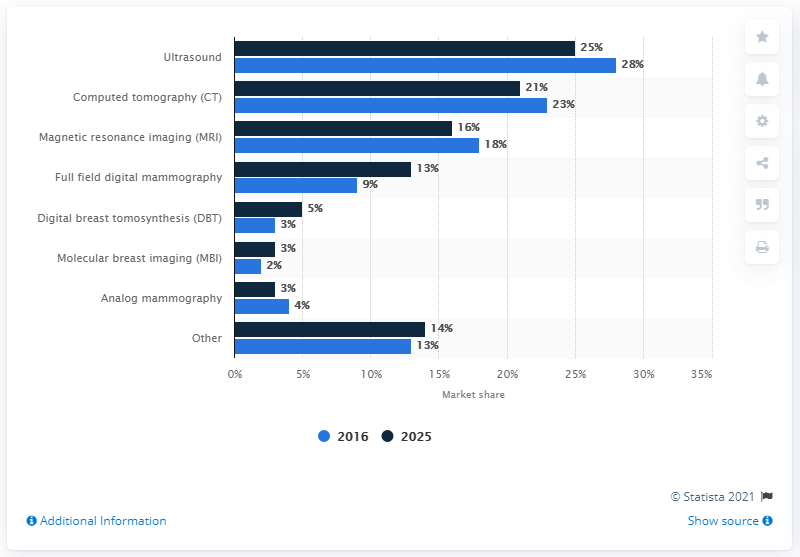 Ultrasound
25%
28%
Computed tomography (CT)
21%
23%
Magnetic resonance imaging (MRI)
16%
18%
Full field digital mammography
13%
9%
Digital breast tomosynthesis (DBT)
5%
3%
Molecular breast imaging (MBI)
3%
2%
Analog mammography
3%
4%
Other
14%
13%
0% 5% 10% 15% 20% 25% 30% 35%
Market share
2016 2025
© Statista 2021
Additional Information Show source